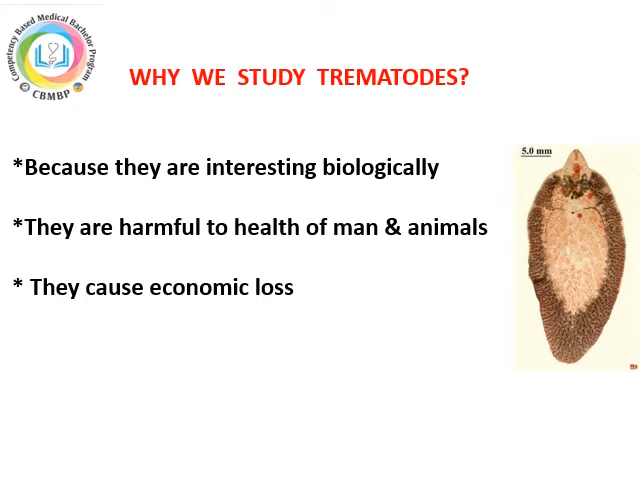 Competency Based Medical Bachelor Program
CBMBP
WHY WE STUDY TREMATODES?
*Because they are interesting biologically
5.0 mm
*They are harmful to health of man & animals
* They cause economic loss